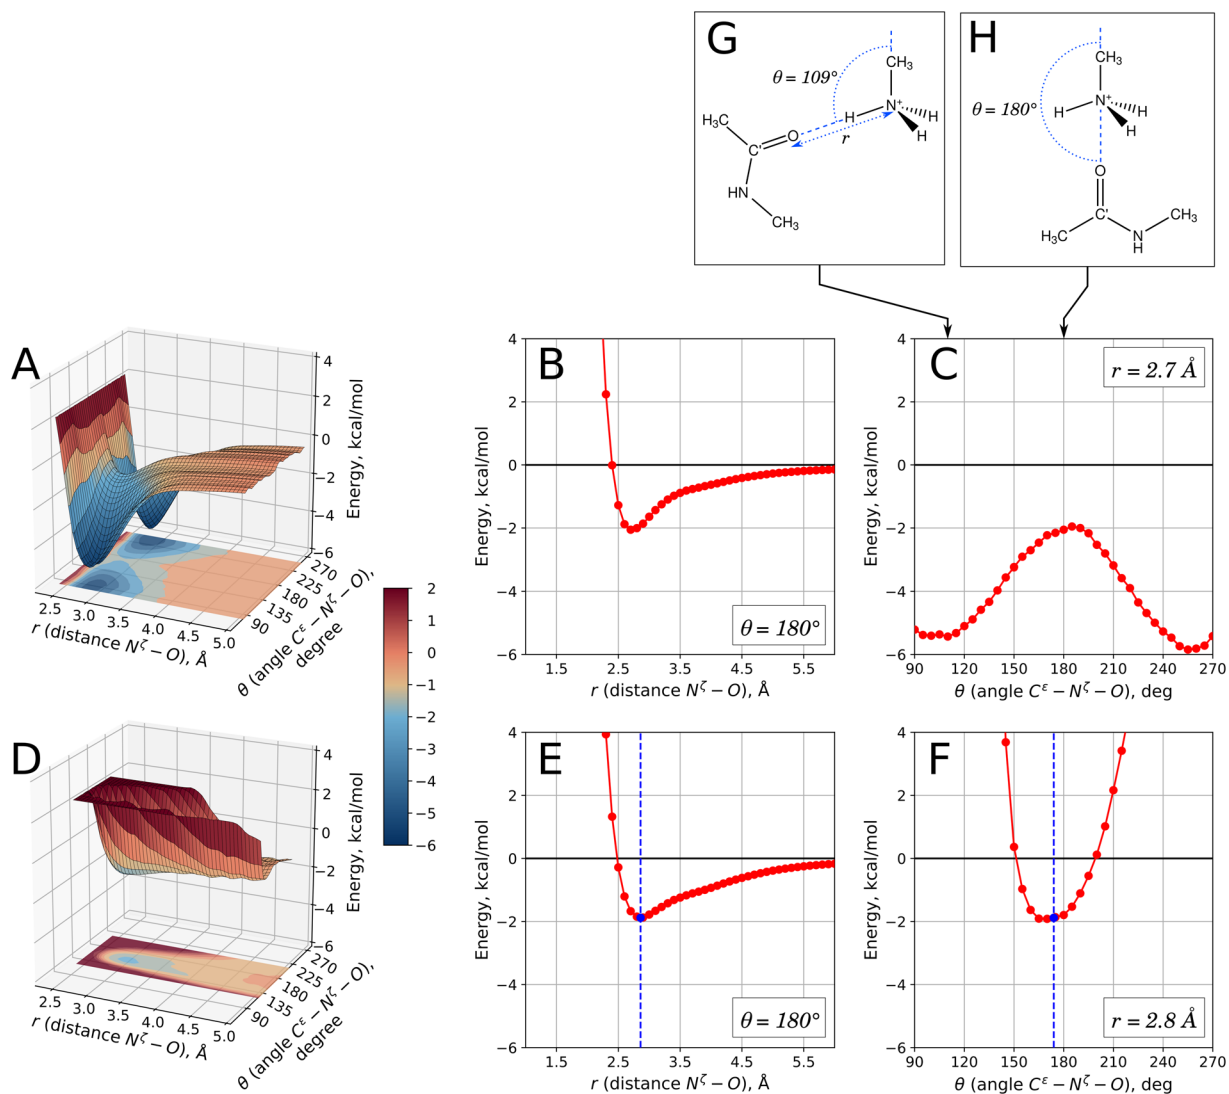 G
θ = 109°
CH₃
N⁺
H
H
H
H₃C
O
r
C'
HN
CH₃
H
θ = 180°
CH₃
N⁺
H
H
H
O
C'
H₃C
N
H
CH₃
A
4
2
0
−2
−4
−6
Energy, kcal/mol
2.5
3.0
3.5
4.0
4.5
5.0
r (distance Nζ − O), Å
90
135
180
225
270
θ (angle Cε − Nζ − O),
degree
B
4
2
0
−2
−4
−6
Energy, kcal/mol
θ = 180°
1.5 2.5 3.5 4.5 5.5
r (distance Nζ − O), Å
C
r = 2.7 Å
4
2
0
−2
−4
−6
Energy, kcal/mol
90 120 150 180 210 240 270
θ (angle Cε − Nζ − O), deg
2
1
0
−1
−2
−3
−4
−5
−6
D
4
2
0
−2
−4
−6
Energy, kcal/mol
2.5
3.0
3.5
4.0
4.5
5.0
r (distance Nζ − O), Å
90
135
180
225
270
θ (angle Cε − Nζ − O),
degree
E
4
2
0
−2
−4
−6
Energy, kcal/mol
θ = 180°
1.5 2.5 3.5 4.5 5.5
r (distance Nζ − O), Å
F
4
2
0
−2
−4
−6
Energy, kcal/mol
r = 2.8 Å
90 120 150 180 210 240 270
θ (angle Cε − Nζ − O), deg